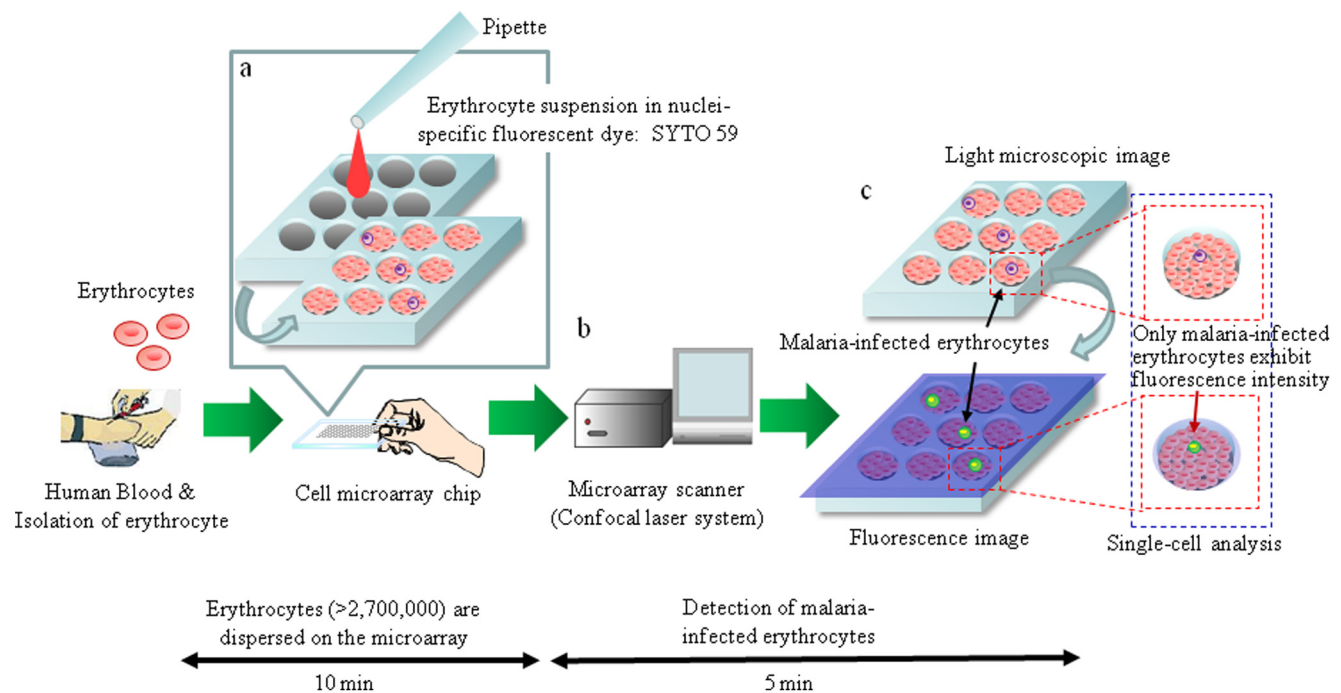 Pipette
a
Erythrocyte suspension in nuclei-
specific fluorescent dye: SYTO 59
Erythrocytes
Human Blood &
Isolation of erythrocyte
Cell microarray chip
b
Microarray scanner
(Confocal laser system)
Light microscopic image
c
Malaria-infected erythrocytes
Only malaria-infected
erythrocytes exhibit
fluorescence intensity
Fluorescence image
Single-cell analysis
Erythrocytes (>2,700,000) are
dispersed on the microarray
10 min
Detection of malaria-
infected erythrocytes
5 min